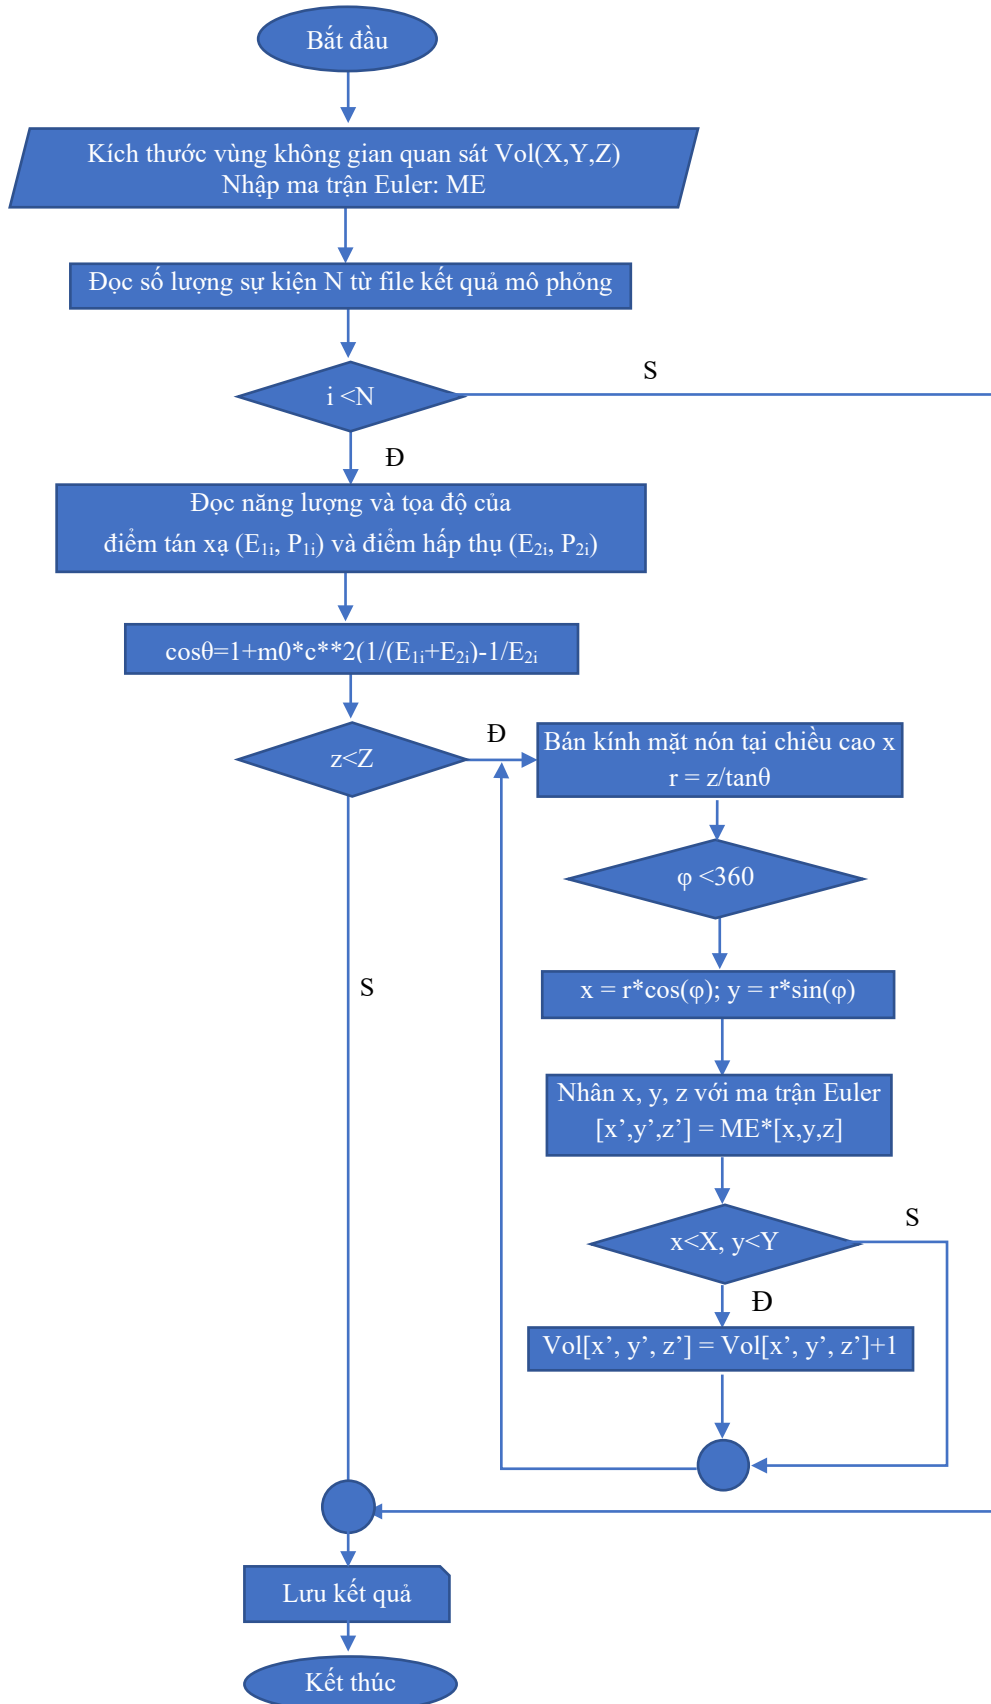 Bắt đầu
Kích thước vùng không gian quan sát Vol(X,Y,Z)
Nhập ma trận Euler: ME
Đọc số lượng sự kiện N từ file kết quả mô phỏng
i <N
S
Đ
Đọc năng lượng và tọa độ của
điểm tán xạ (E₁ᵢ, P₁ᵢ) và điểm hấp thụ (E₂ᵢ, P₂ᵢ)
cosθ=1+m0*c**2(1/(E₁ᵢ+E₂ᵢ)-1/E₂ᵢ
z<Z
Đ
Bán kính mặt nón tại chiều cao x
r = z/tanθ
φ <360
S
x = r*cos(φ); y = r*sin(φ)
Nhân x, y, z với ma trận Euler
[x’,y’,z’] = ME*[x,y,z]
x<X, y<Y
S
Đ
Vol[x’, y’, z’] = Vol[x’, y’, z’]+1
Lưu kết quả
Kết thúc